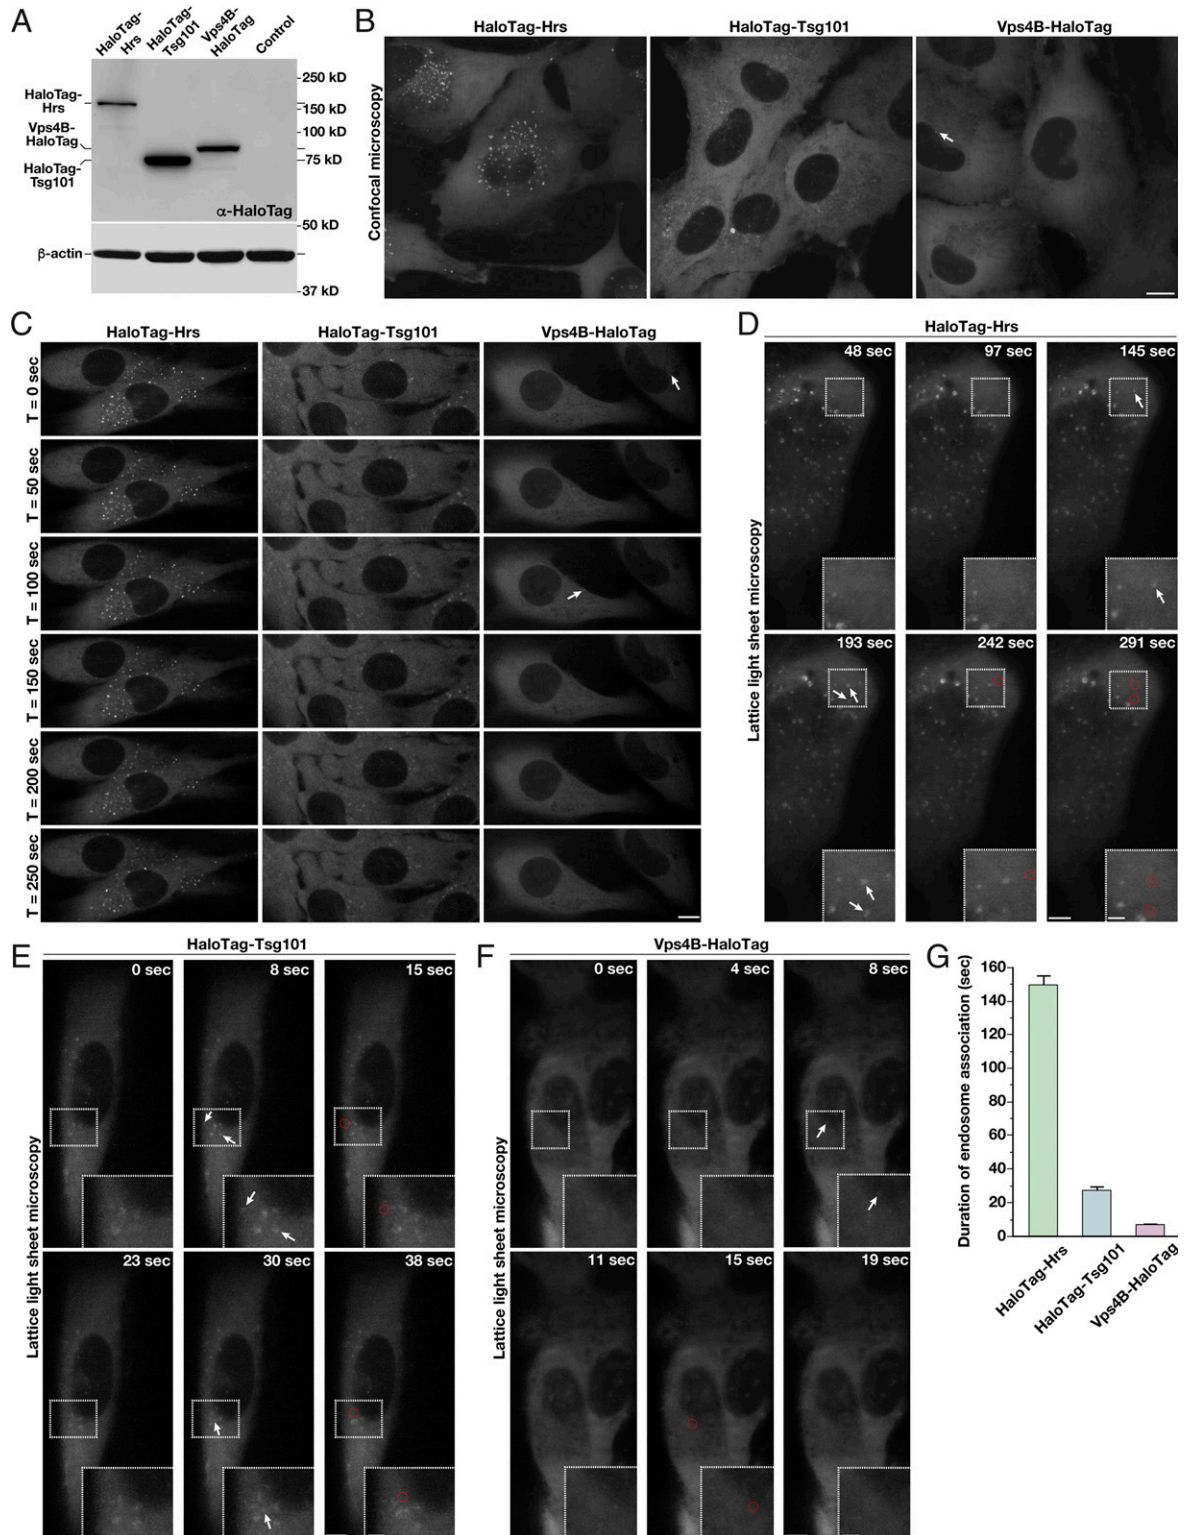 A
HaloTag-
Hrs
HaloTag-
Tsg101
Vps4B-
HaloTag
Control
250 kD
HaloTag-
Hrs
150 kD
Vps4B-
HaloTag
100 kD
HaloTag-
Tsg101
75 kD
α-HaloTag
50 kD
β-actin
37 kD
B
HaloTag-Hrs
HaloTag-Tsg101
Vps4B-HaloTag
Confocal microscopy
C
HaloTag-Hrs
HaloTag-Tsg101
Vps4B-HaloTag
T = 0 sec
T = 50 sec
T = 100 sec
T = 150 sec
T = 200 sec
T = 250 sec
D
HaloTag-Hrs
Lattice light sheet microscopy
48 sec
97 sec
145 sec
193 sec
242 sec
291 sec
E
HaloTag-Tsg101
Lattice light sheet microscopy
0 sec
8 sec
15 sec
23 sec
30 sec
38 sec
F
Vps4B-HaloTag
Lattice light sheet microscopy
0 sec
4 sec
8 sec
11 sec
15 sec
19 sec
G
Duration of endosome association (sec)
160
140
120
100
80
60
40
20
0
HaloTag-Hrs
HaloTag-Tsg101
Vps4B-HaloTag